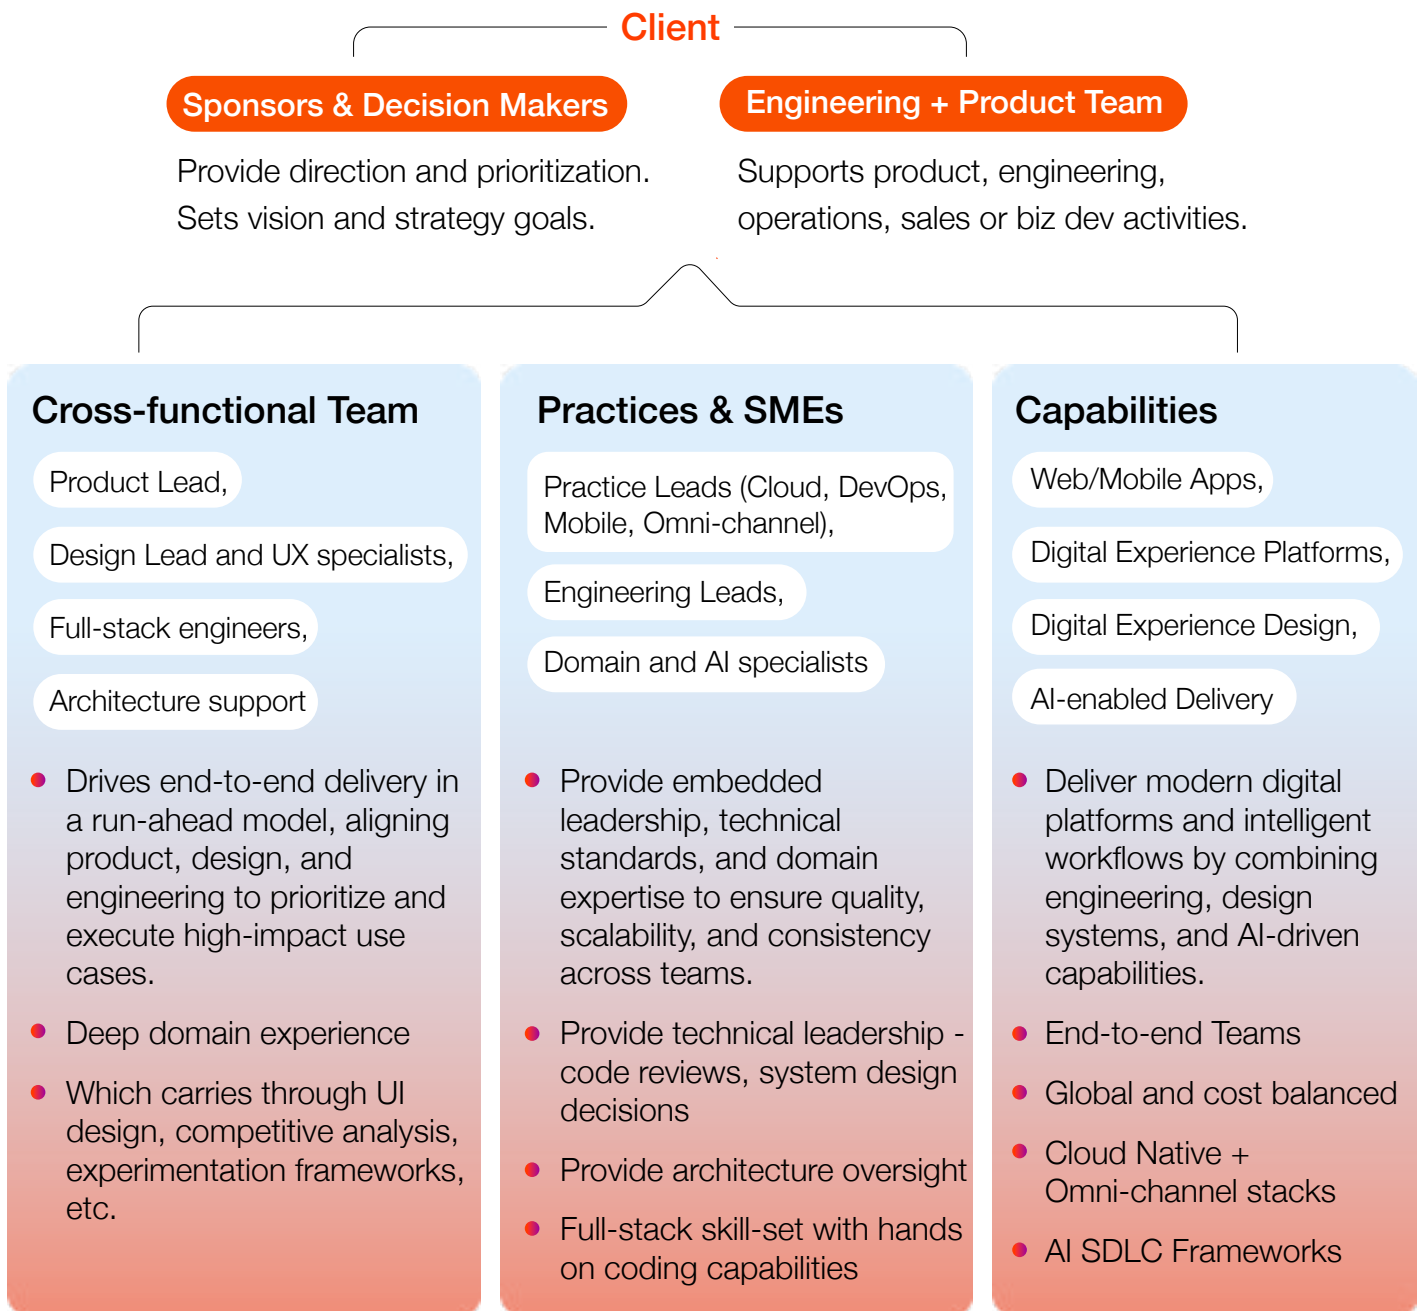 Client
Sponsors & Decision Makers
Provide direction and prioritization.
Sets vision and strategy goals.
Engineering + Product Team
Supports product, engineering,
operations, sales or biz dev activities.
Cross-functional Team
Product Lead,
Design Lead and UX specialists,
Full-stack engineers,
Architecture support
Drives end-to-end delivery in
a run-ahead model, aligning
product, design, and
engineering to prioritize and
execute high-impact use
cases.
Deep domain experience
Which carries through UI
design, competitive analysis,
experimentation frameworks,
etc.
Practices & SMEs
Practice Leads (Cloud, DevOps,
Mobile, Omni-channel),
Engineering Leads,
Domain and AI specialists
Provide embedded
leadership, technical
standards, and domain
expertise to ensure quality,
scalability, and consistency
across teams.
Provide technical leadership -
code reviews, system design
decisions
Provide architecture oversight
Full-stack skill-set with hands
on coding capabilities
Capabilities
Web/Mobile Apps,
Digital Experience Platforms,
Digital Experience Design,
AI-enabled Delivery
Deliver modern digital
platforms and intelligent
workflows by combining
engineering, design
systems, and AI-driven
capabilities.
End-to-end Teams
Global and cost balanced
Cloud Native +
Omni-channel stacks
AI SDLC Frameworks